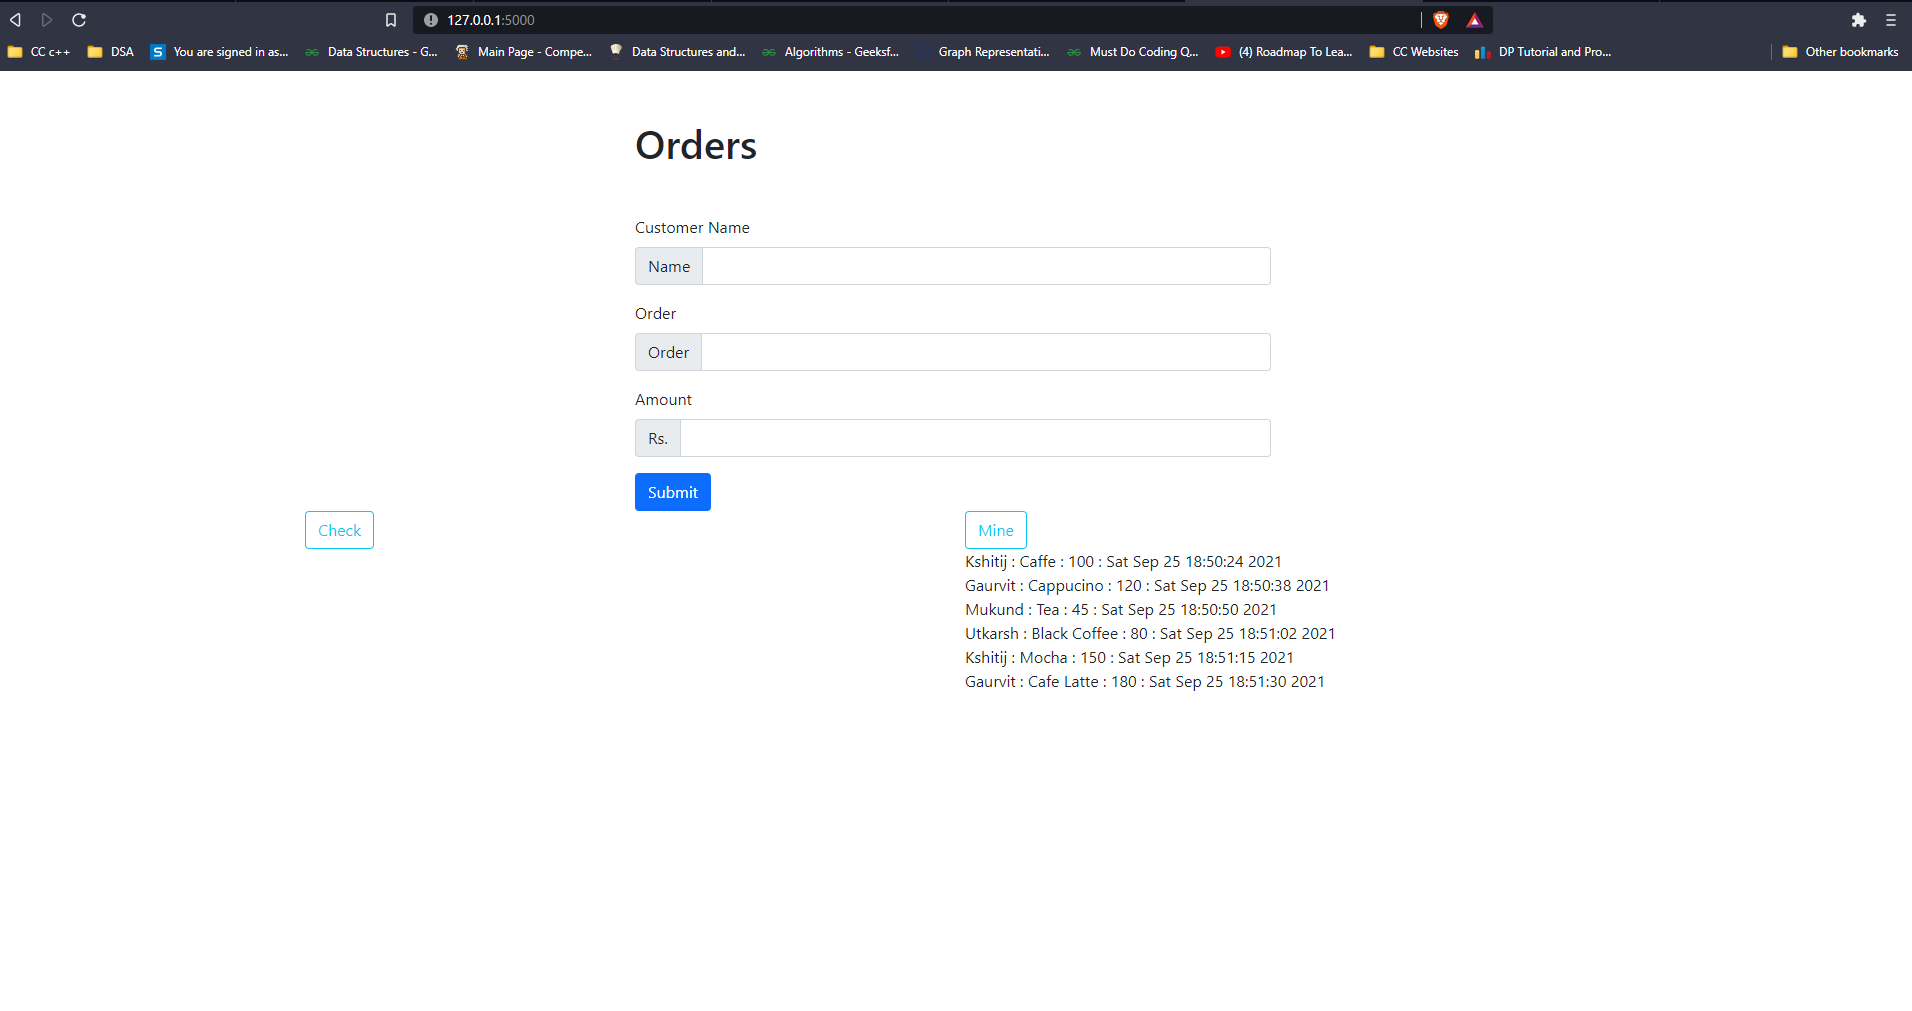 127.0.0.1:5000
CC c++ DSA S You are signed in as... Data Structures - G... Main Page - Compe... Data Structures and... Algorithms - Geeksf... Graph Representati... Must Do Coding Q... (4) Roadmap To Lea... CC Websites DP Tutorial and Pro... Other bookmarks
Orders
Customer Name
Name
Order
Order
Amount
Rs.
Submit
Check Mine
Kshitij : Caffe : 100 : Sat Sep 25 18:50:24 2021
Gaurvit : Cappucino : 120 : Sat Sep 25 18:50:38 2021
Mukund : Tea : 45 : Sat Sep 25 18:50:50 2021
Utkarsh : Black Coffee : 80 : Sat Sep 25 18:51:02 2021
Kshitij : Mocha : 150 : Sat Sep 25 18:51:15 2021
Gaurvit : Cafe Latte : 180 : Sat Sep 25 18:51:30 2021